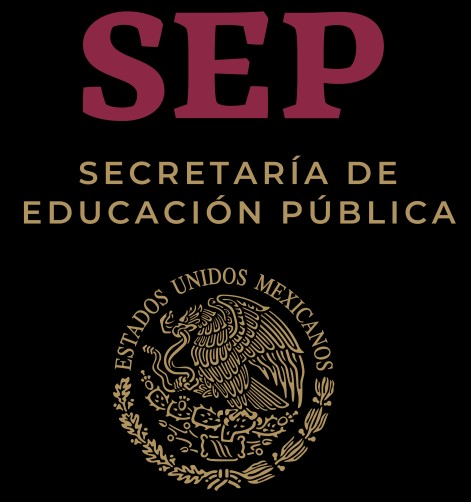 SEP
SECRETARÍA DE
EDUCACIÓN PÚBLICA
ESTADOS UNIDOS MEXICANOS